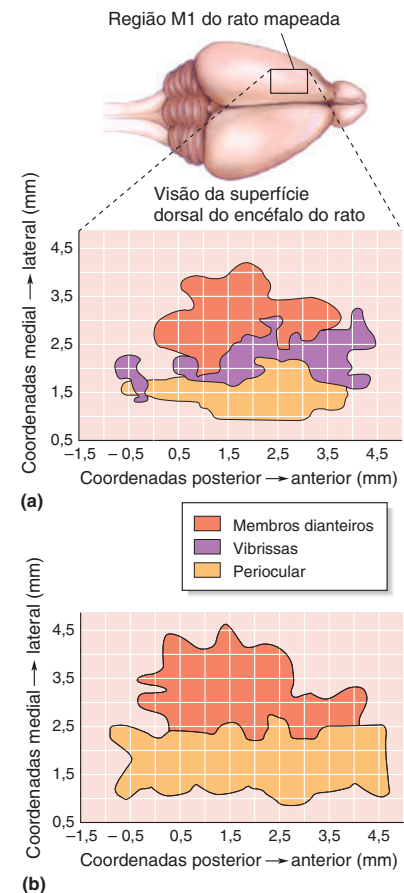 Região M1 do rato mapeada
Visão da superfície
dorsal do encéfalo do rato
Coordenadas medial → lateral (mm)
4,5
3,5
2,5
1,5
0,5
–1,5 – 0,5 0,5 1,5 2,5 3,5 4,5
Coordenadas posterior → anterior (mm)
(a)
Membros dianteiros
Vibrissas
Periocular
Coordenadas medial → lateral (mm)
4,5
3,5
2,5
1,5
0,5
–1,5 – 0,5 0,5 1,5 2,5 3,5 4,5
Coordenadas posterior → anterior (mm)
(b)